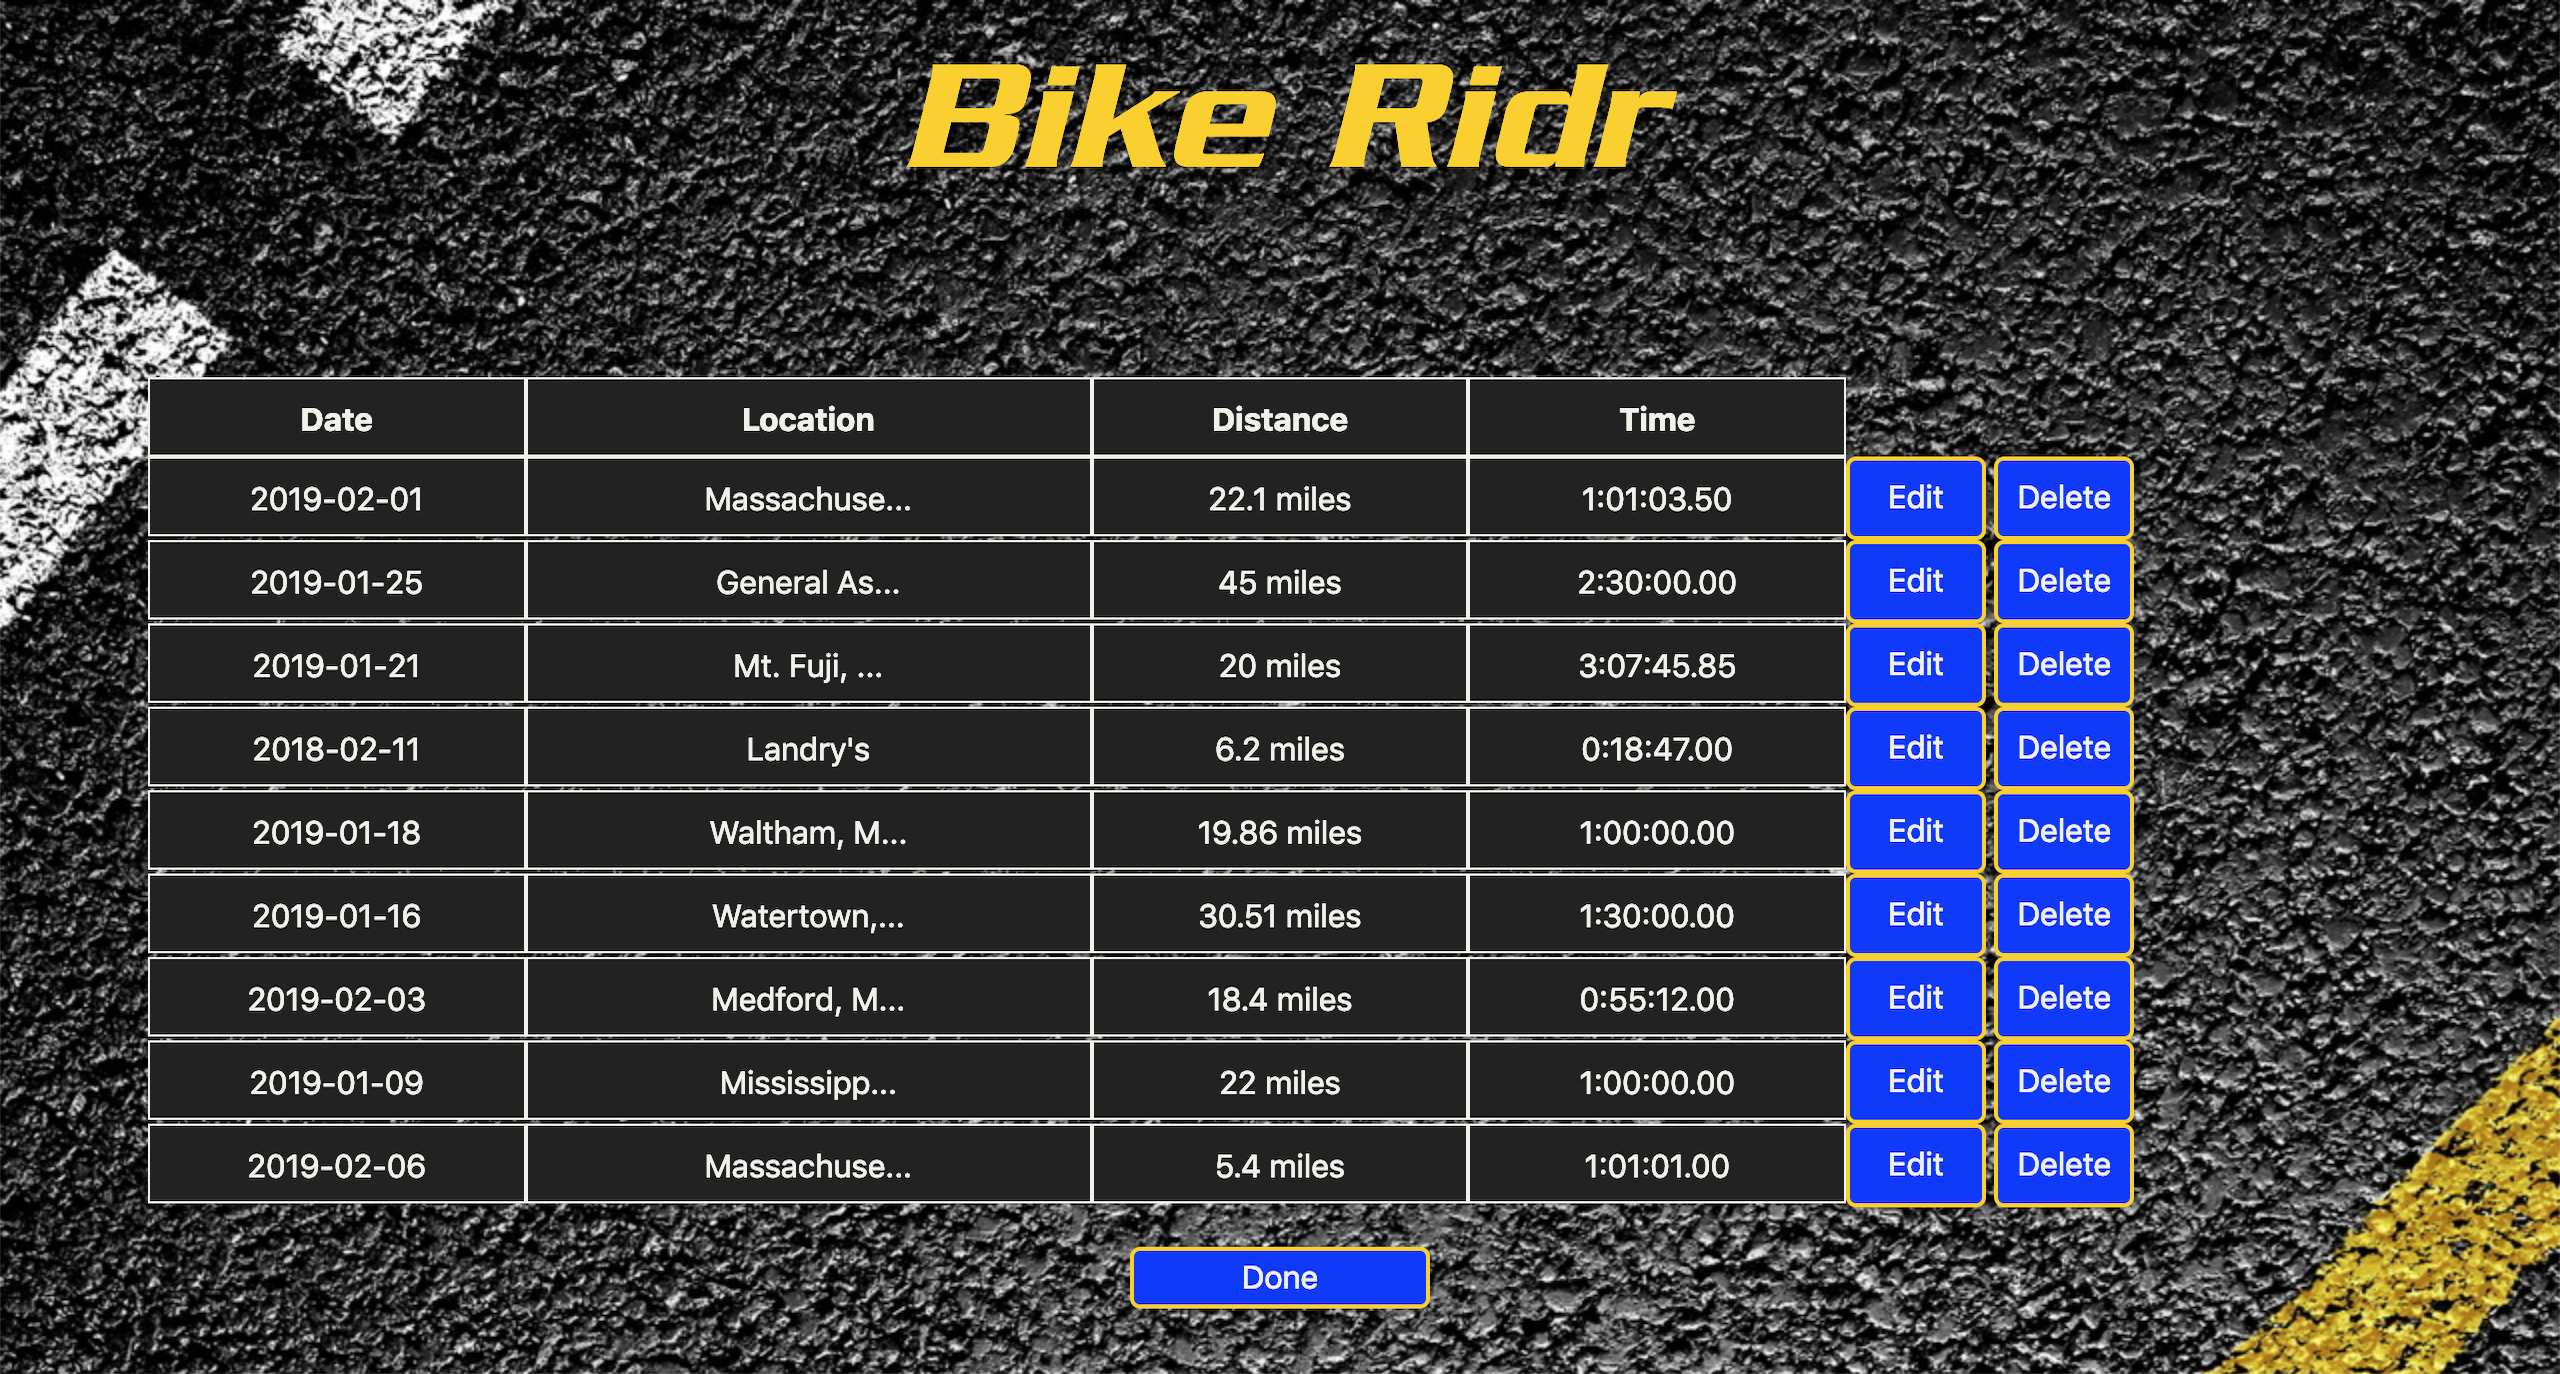 Bike Ridr
Date Location Distance Time
2019-02-01 Massachuse... 22.1 miles 1:01:03.50 Edit Delete
2019-01-25 General As... 45 miles 2:30:00.00 Edit Delete
2019-01-21 Mt. Fuji, ... 20 miles 3:07:45.85 Edit Delete
2018-02-11 Landry's 6.2 miles 0:18:47.00 Edit Delete
2019-01-18 Waltham, M... 19.86 miles 1:00:00.00 Edit Delete
2019-01-16 Watertown,... 30.51 miles 1:30:00.00 Edit Delete
2019-02-03 Medford, M... 18.4 miles 0:55:12.00 Edit Delete
2019-01-09 Mississipp... 22 miles 1:00:00.00 Edit Delete
2019-02-06 Massachuse... 5.4 miles 1:01:01.00 Edit Delete
Done